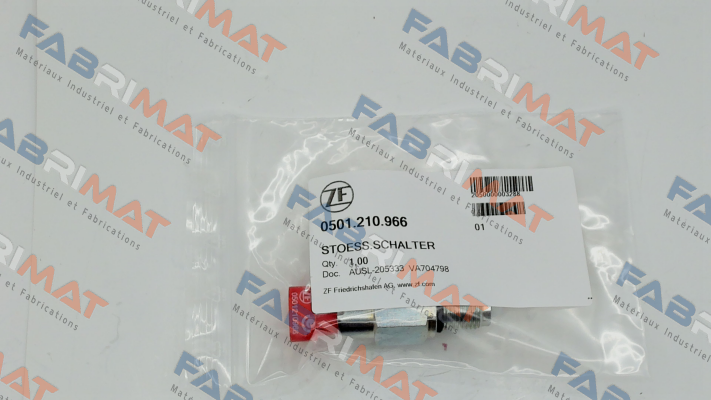 ZF
0501.210.966
STOESS.SCHALTER
Qty. 1,00
Doc. AUSL-205333 VA704798
ZF Friedrichshafen AG, www.zf.com
01
FABRIMAT
Matériaux Industriel et Fabrications